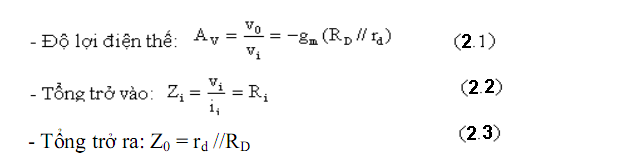 - Độ lợi điện thế: A_V = v_0 / v_i = -g_m (R_D // r_d) (2.1)
- Tổng trở vào: Z_i = v_i / i_i = R_i (2.2)
- Tổng trở ra: Z_0 = r_d //R_D (2.3)